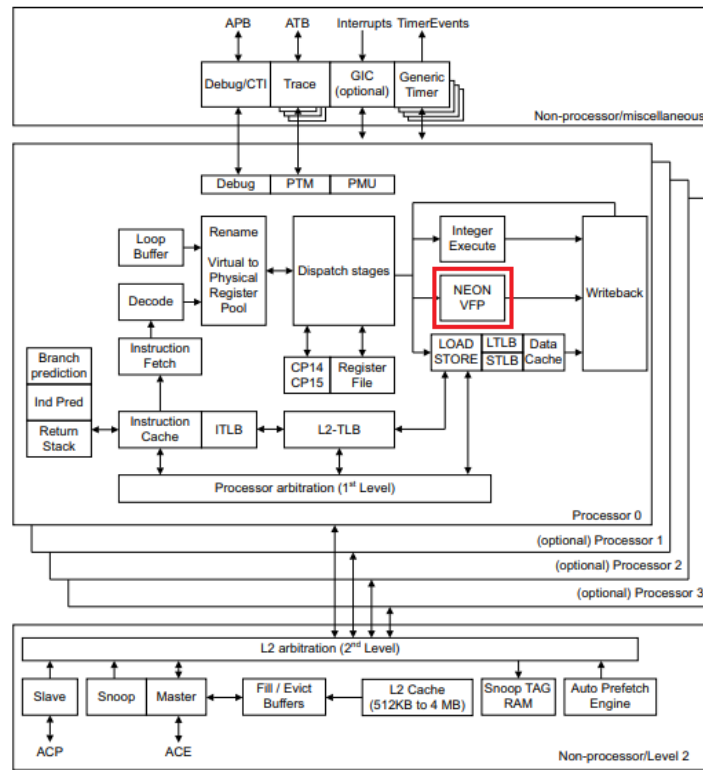 APB ATB Interrupts TimerEvents
Debug/CTI
Trace
GIC
(optional)
Generic
Timer
Non-processor/miscellaneous
Debug PTM PMU
Loop
Buffer
Rename
Virtual to
Physical
Register
Pool
Dispatch stages
Integer
Execute
NEON
VFP
Writeback
Decode
Instruction
Fetch
LOAD
STORE
LTLB
STLB
Data
Cache
CP14
CP15
Register
File
Branch
prediction
Ind Pred
Return
Stack
Instruction
Cache
ITLB
L2-TLB
Processor arbitration (1st Level)
Processor 0
(optional) Processor 1
(optional) Processor 2
(optional) Processor 3
L2 arbitration (2nd Level)
Slave
Snoop
Master
Fill / Evict
Buffers
L2 Cache
(512KB to 4 MB)
Snoop TAG
RAM
Auto Prefetch
Engine
ACP ACE
Non-processor/Level 2